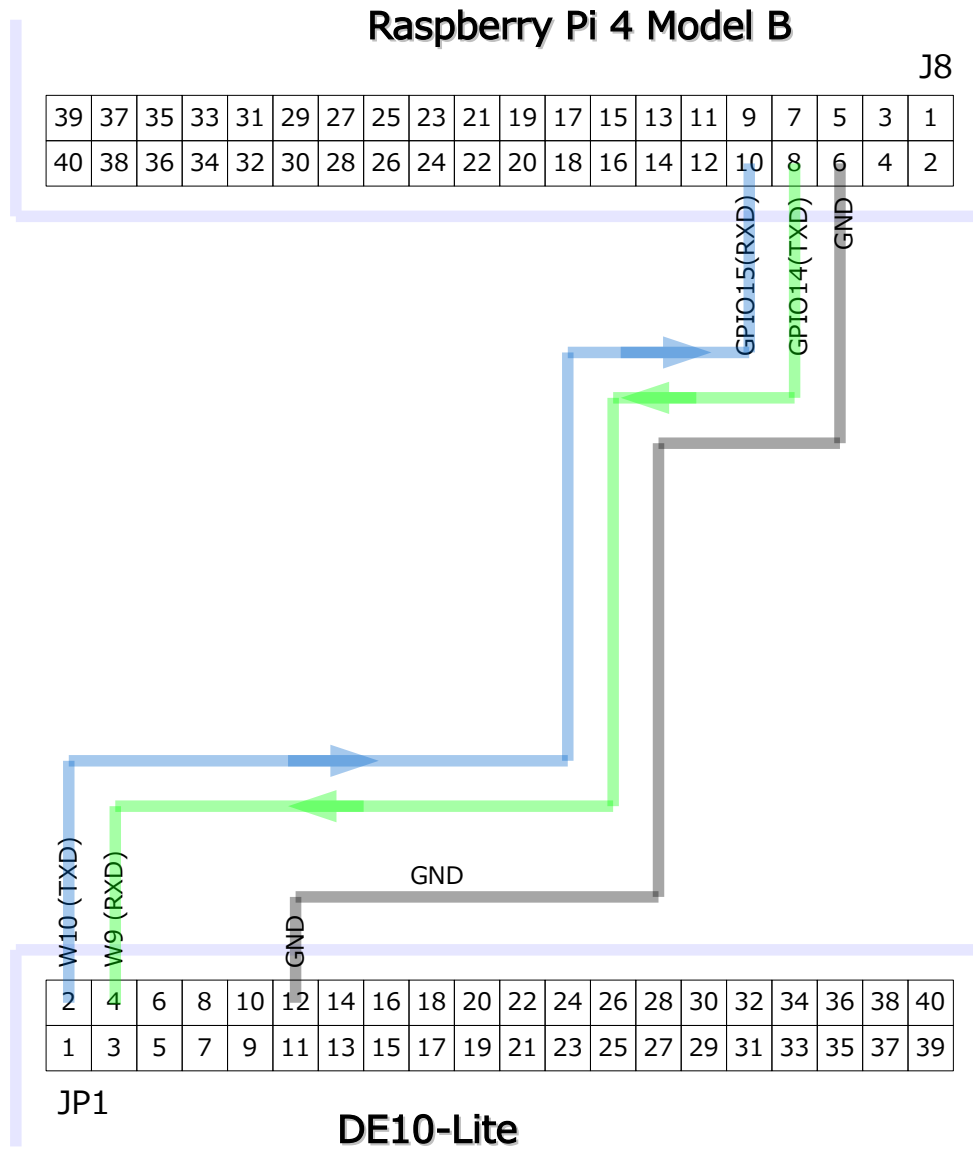 Raspberry Pi 4 Model B
J8
39 37 35 33 31 29 27 25 23 21 19 17 15 13 11 9 7 5 3 1
40 38 36 34 32 30 28 26 24 22 20 18 16 14 12 10 8 6 4 2
GPIO15(RXD)
GPIO14(TXD)
GND
GND
W10 (TXD)
W9 (RXD)
GND
2 4 6 8 10 12 14 16 18 20 22 24 26 28 30 32 34 36 38 40
1 3 5 7 9 11 13 15 17 19 21 23 25 27 29 31 33 35 37 39
JP1
DE10-Lite